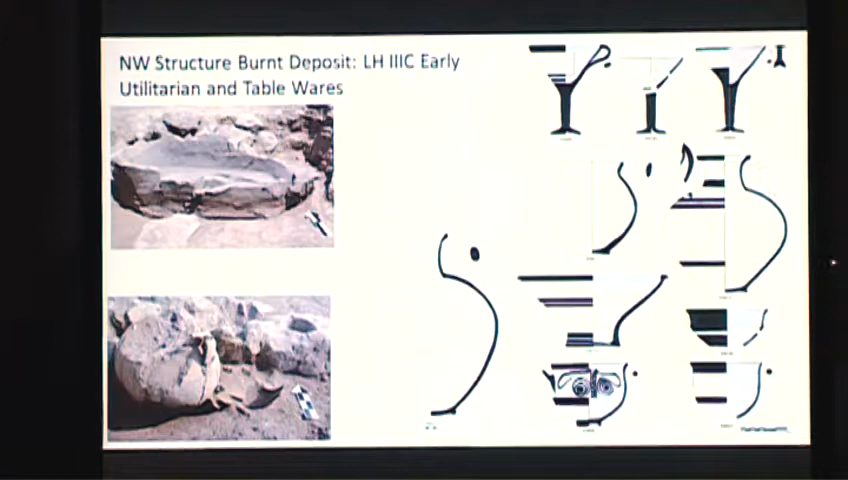 NW Structure Burnt Deposit: LH IIIC Early
Utilitarian and Table Wares